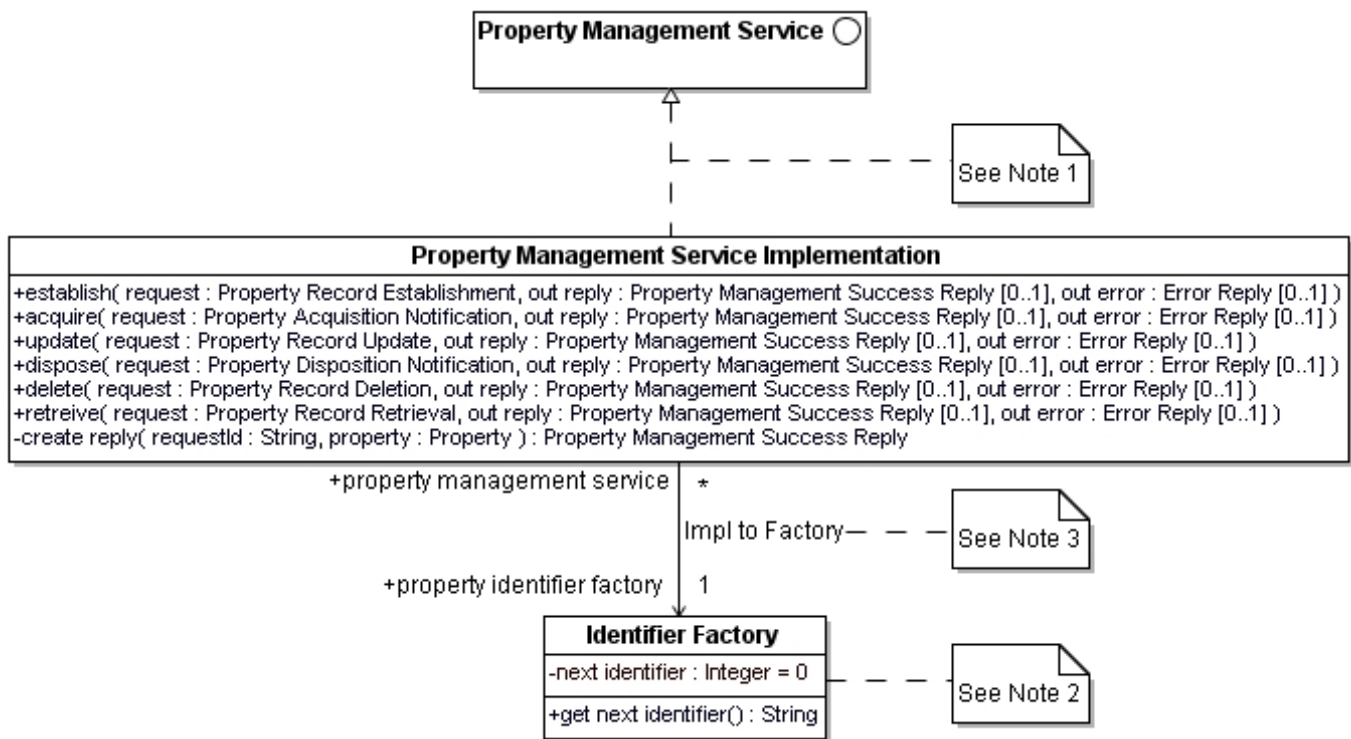 Property Management Service
See Note 1
Property Management Service Implementation
+establish( request : Property Record Establishment, out reply : Property Management Success Reply [0..1], out error : Error Reply [0..1] )
+acquire( request : Property Acquisition Notification, out reply : Property Management Success Reply [0..1], out error : Error Reply [0..1] )
+update( request : Property Record Update, out reply : Property Management Success Reply [0..1], out error : Error Reply [0..1] )
+dispose( request : Property Disposition Notification, out reply : Property Management Success Reply [0..1], out error : Error Reply [0..1] )
+delete( request : Property Record Deletion, out reply : Property Management Success Reply [0..1], out error : Error Reply [0..1] )
+retreive( request : Property Record Retrieval, out reply : Property Management Success Reply [0..1], out error : Error Reply [0..1] )
-create reply( requestId : String, property : Property ) : Property Management Success Reply
+property management service *
Impl to Factory
See Note 3
+property identifier factory 1
Identifier Factory
-next identifier : Integer = 0
+get next identifier() : String
See Note 2